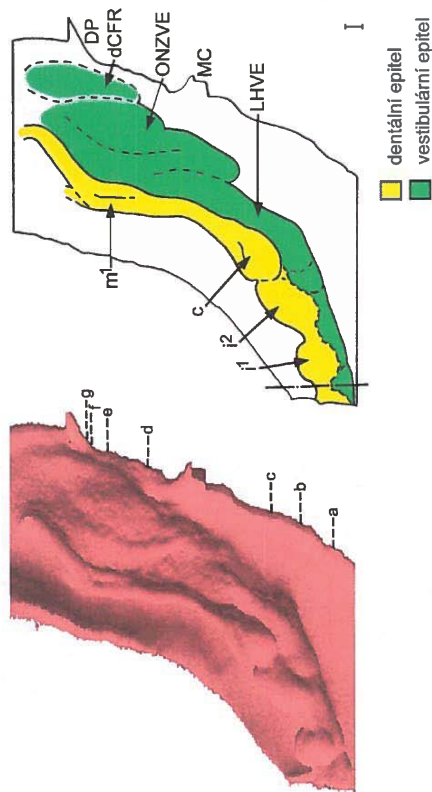 DP
dCFR
ONZVE
MC
LHVE
m1
c
i2
i1
I
dentální epitel
vestibulární epitel
g
f
e
d
c
b
a